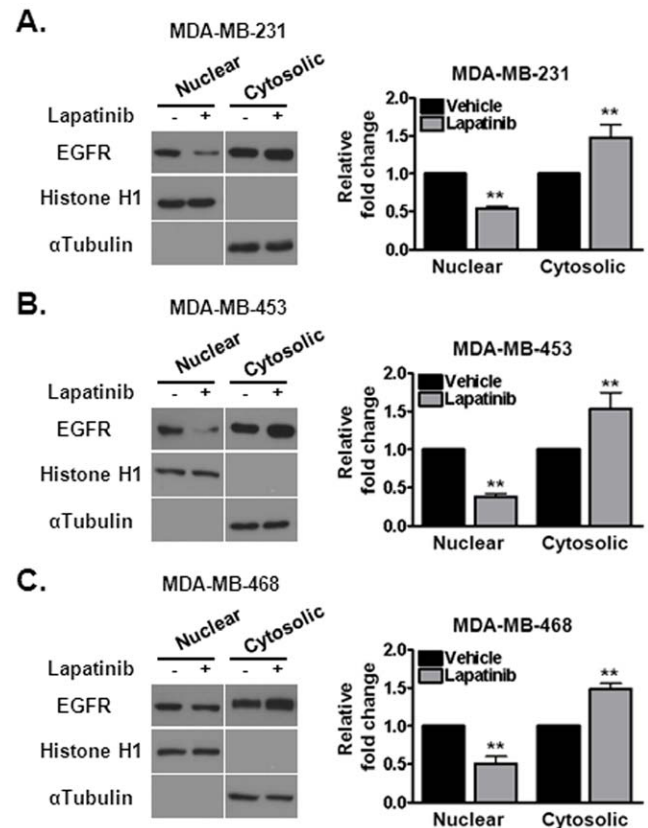 A.
MDA-MB-231
Nuclear Cytosolic
Lapatinib - + - +
EGFR
Histone H1
αTubulin
MDA-MB-231
Vehicle
Lapatinib
Relative
fold change
2.0
1.5
1.0
0.5
0.0
**
**
Nuclear Cytosolic
B.
MDA-MB-453
Nuclear Cytosolic
Lapatinib - + - +
EGFR
Histone H1
αTubulin
MDA-MB-453
Vehicle
Lapatinib
Relative
fold change
2.0
1.5
1.0
0.5
0.0
**
**
Nuclear Cytosolic
C.
MDA-MB-468
Nuclear Cytosolic
Lapatinib - + - +
EGFR
Histone H1
αTubulin
MDA-MB-468
Vehicle
Lapatinib
Relative
fold change
2.0
1.5
1.0
0.5
0.0
**
**
Nuclear Cytosolic